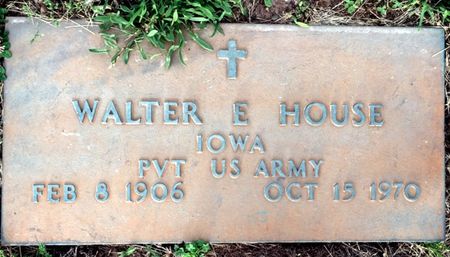 WALTER E HOUSE
IOWA
PVT US ARMY
FEB 8 1906 OCT 15 1970